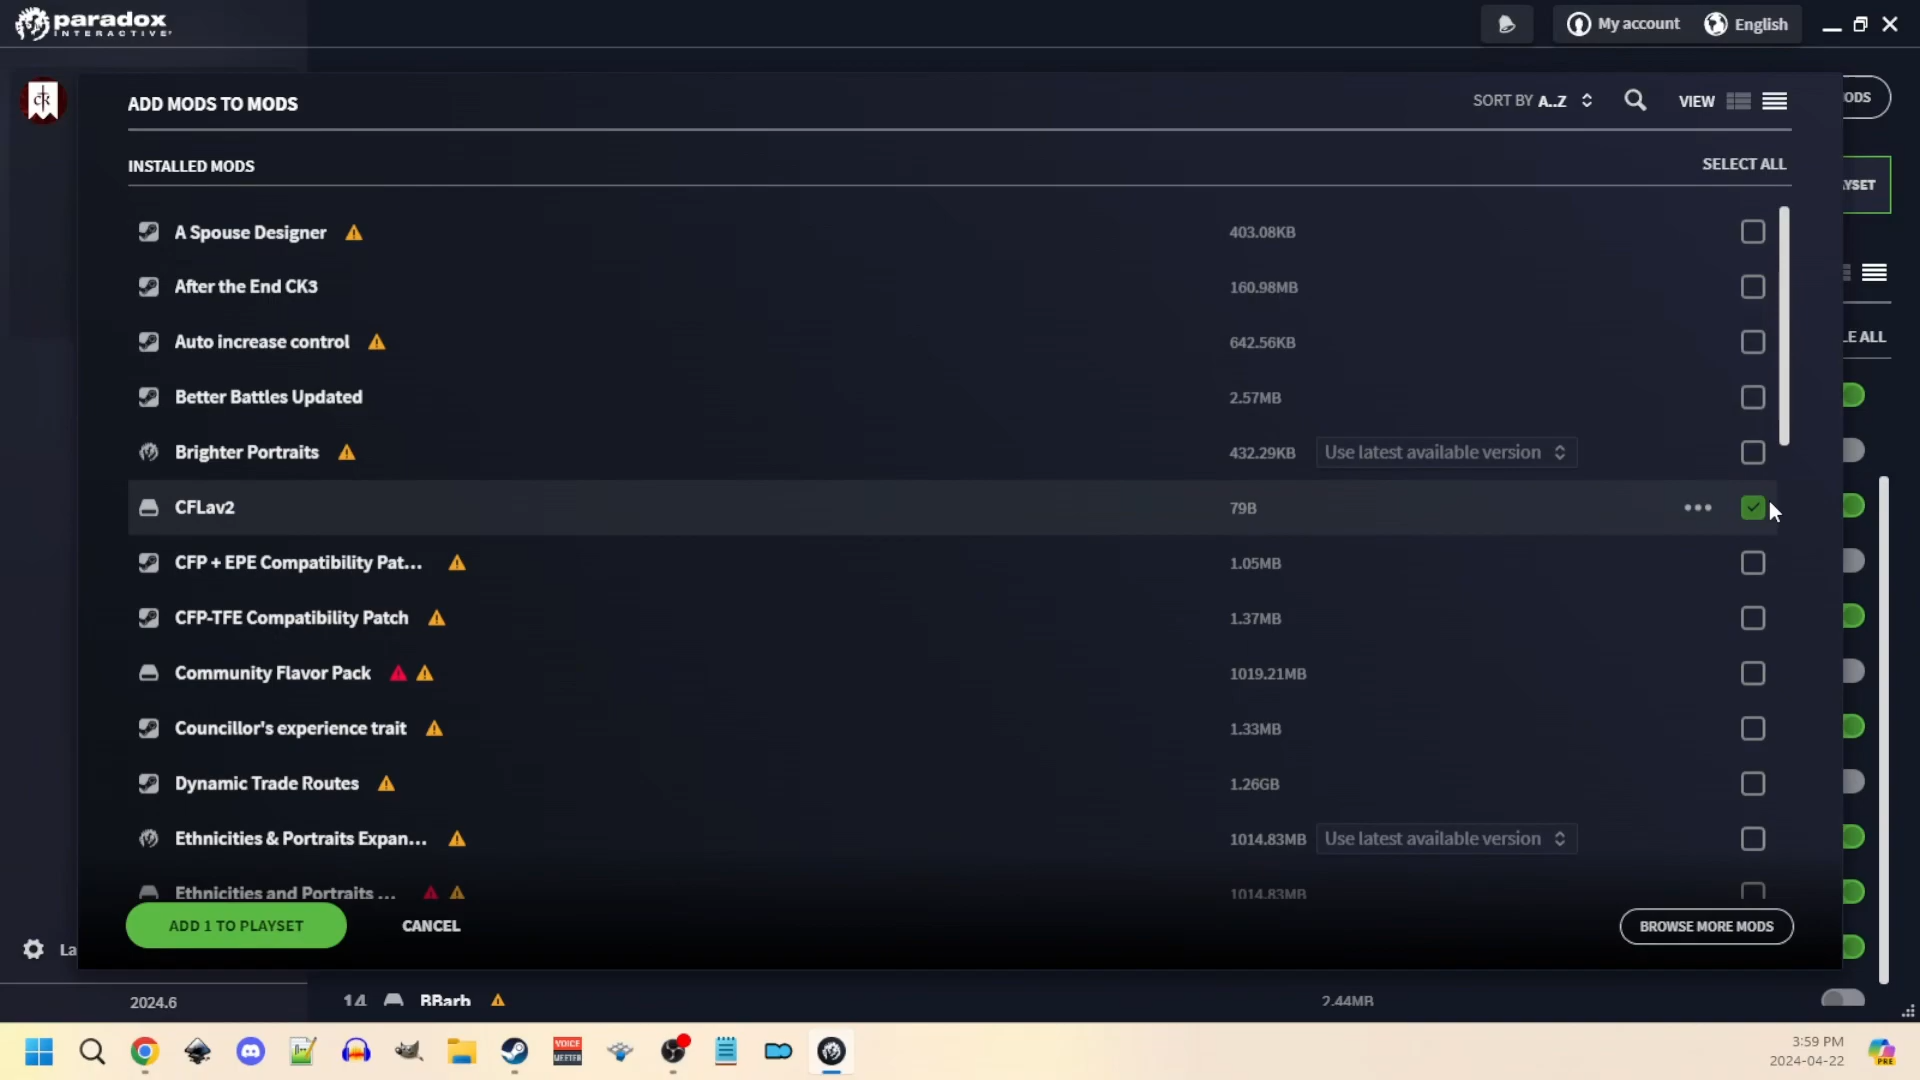 paradox
INTERACTIVE
My account
English
ODS
ADD MODS TO MODS
SORT BY A..Z
VIEW
INSTALLED MODS
SELECT ALL
YSET
A Spouse Designer
403.08KB
After the End CK3
160.98MB
Auto increase control
642.56KB
LE ALL
Better Battles Updated
2.57MB
Brighter Portraits
432.29KB
Use latest available version
CFLav2
79B
CFP + EPE Compatibility Pat...
1.05MB
CFP-TFE Compatibility Patch
1.37MB
Community Flavor Pack
1019.21MB
Councillor's experience trait
1.33MB
Dynamic Trade Routes
1.26GB
Ethnicities & Portraits Expan...
1014.83MB
Use latest available version
Ethnicities and Portraits ...
1014.83MB
ADD 1 TO PLAYSET
CANCEL
BROWSE MORE MODS
La
2024.6
14
BBarb
2.44MB
VOICE
MEETER
3:59 PM
2024-04-22
PRE